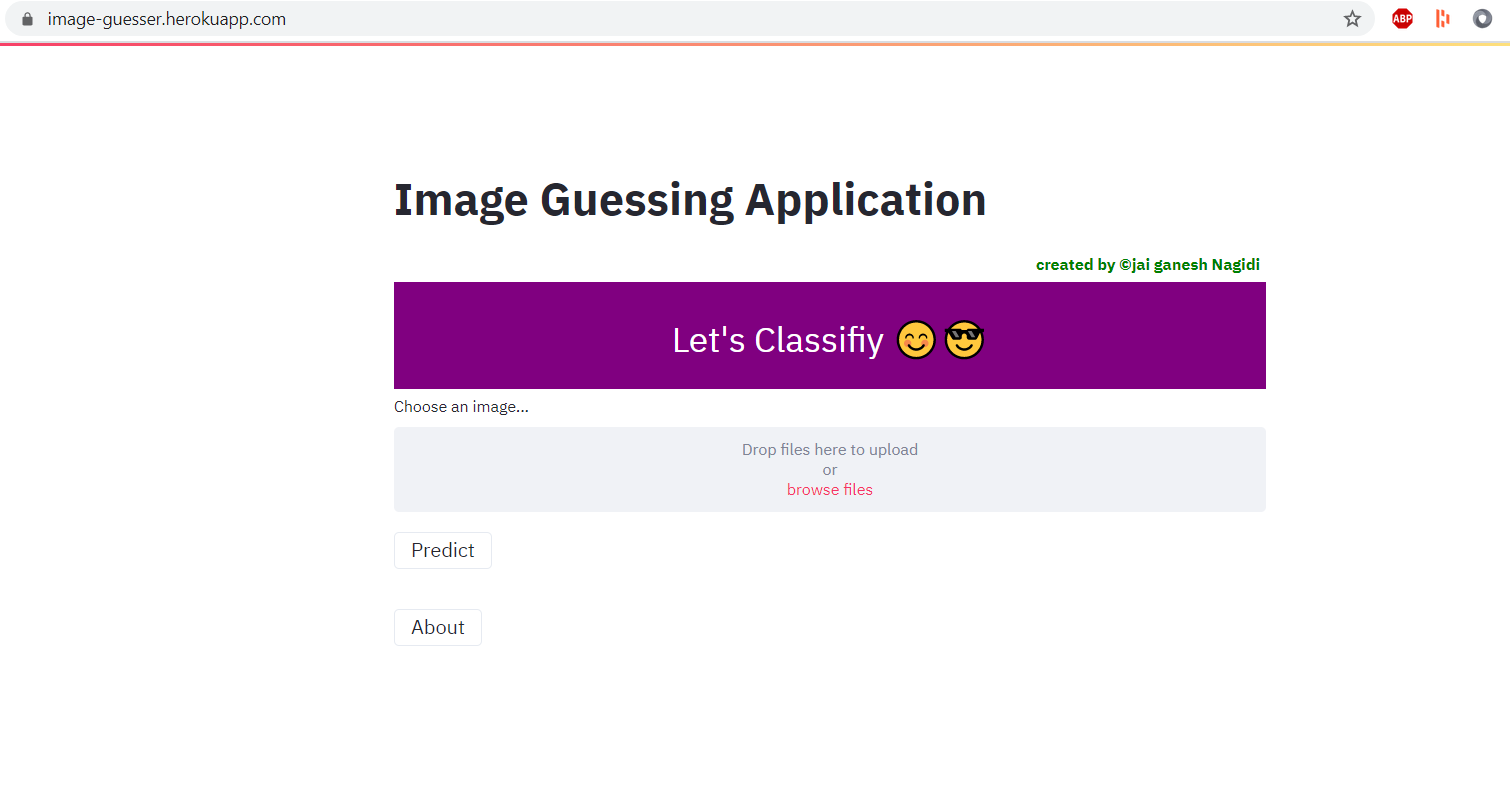 image-guesser.herokuapp.com
ABP
Image Guessing Application
created by ©jai ganesh Nagidi
Let's Classifiy 😊😎
Choose an image...
Drop files here to upload
or
browse files
Predict
About